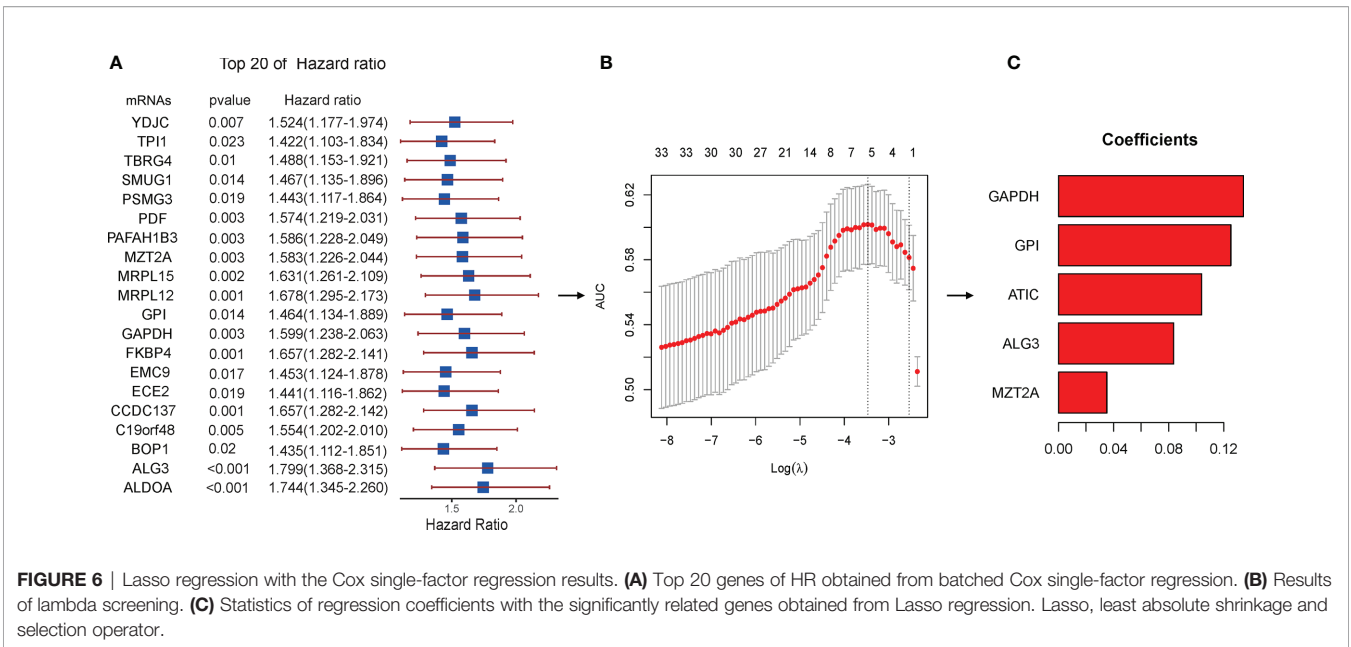 A
Top 20 of Hazard ratio
mRNAs pvalue Hazard ratio
YDJC 0.007 1.524(1.177-1.974)
TPI1 0.023 1.422(1.103-1.834)
TBRG4 0.01 1.488(1.153-1.921)
SMUG1 0.014 1.467(1.135-1.896)
PSMG3 0.019 1.443(1.117-1.864)
PDF 0.003 1.574(1.219-2.031)
PAFAH1B3 0.003 1.586(1.228-2.049)
MZT2A 0.003 1.583(1.226-2.044)
MRPL15 0.002 1.631(1.261-2.109)
MRPL12 0.001 1.678(1.295-2.173)
GPI 0.014 1.464(1.134-1.889)
GAPDH 0.003 1.599(1.238-2.063)
FKBP4 0.001 1.657(1.282-2.141)
EMC9 0.017 1.453(1.124-1.878)
ECE2 0.019 1.441(1.116-1.862)
CCDC137 0.001 1.657(1.282-2.142)
C19orf48 0.005 1.554(1.202-2.010)
BOP1 0.02 1.435(1.112-1.851)
ALG3 <0.001 1.799(1.368-2.315)
ALDOA <0.001 1.744(1.345-2.260)
1.5 2.0
Hazard Ratio
B
33 33 30 30 27 21 14 8 7 5 4 1
0.62
0.58
0.54
0.50
AUC
−8 −7 −6 −5 −4 −3
Log(λ)
C
Coefficients
GAPDH
GPI
ATIC
ALG3
MZT2A
0.00 0.04 0.08 0.12
FIGURE 6 | Lasso regression with the Cox single-factor regression results. (A) Top 20 genes of HR obtained from batched Cox single-factor regression. (B) Results
of lambda screening. (C) Statistics of regression coefficients with the significantly related genes obtained from Lasso regression. Lasso, least absolute shrinkage and
selection operator.